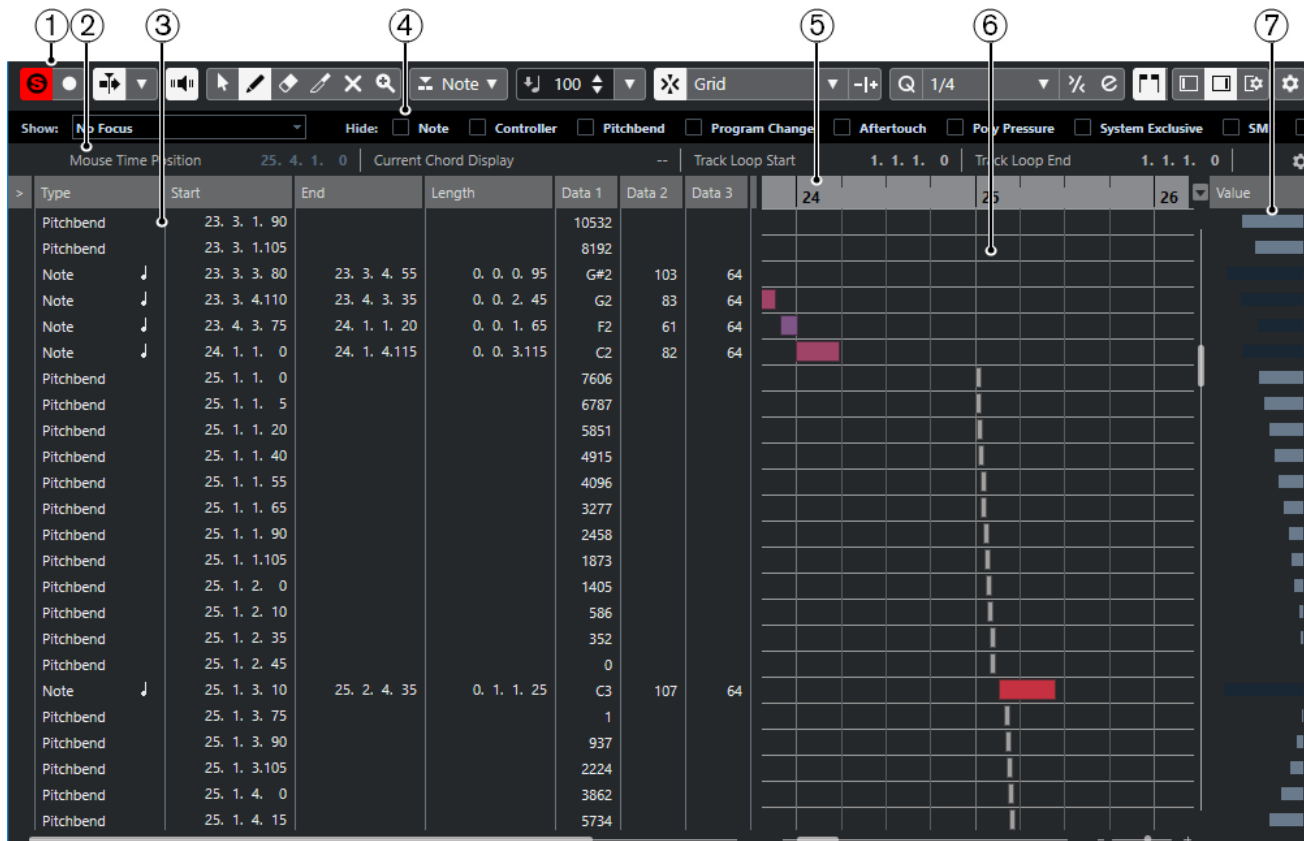 1 2 3 4 5 6 7
S Note 100 Grid Q 1/4 e
Show: No Focus Hide: Note Controller Pitchbend Program Change Aftertouch Poly Pressure System Exclusive SM
Mouse Time Position 25. 4. 1. 0 Current Chord Display -- Track Loop Start 1. 1. 1. 0 Track Loop End 1. 1. 1. 0
> Type Start End Length Data 1 Data 2 Data 3 24 25 26 Value
Pitchbend 23. 3. 1. 90 10532
Pitchbend 23. 3. 1.105 8192
Note 23. 3. 3. 80 23. 3. 4. 55 0. 0. 0. 95 G#2 103 64
Note 23. 3. 4.110 23. 4. 3. 35 0. 0. 2. 45 G2 83 64
Note 23. 4. 3. 75 24. 1. 1. 20 0. 0. 1. 65 F2 61 64
Note 24. 1. 1. 0 24. 1. 4.115 0. 0. 3.115 C2 82 64
Pitchbend 25. 1. 1. 0 7606
Pitchbend 25. 1. 1. 5 6787
Pitchbend 25. 1. 1. 20 5851
Pitchbend 25. 1. 1. 40 4915
Pitchbend 25. 1. 1. 55 4096
Pitchbend 25. 1. 1. 65 3277
Pitchbend 25. 1. 1. 90 2458
Pitchbend 25. 1. 1.105 1873
Pitchbend 25. 1. 2. 0 1405
Pitchbend 25. 1. 2. 10 586
Pitchbend 25. 1. 2. 35 352
Pitchbend 25. 1. 2. 45 0
Note 25. 1. 3. 10 25. 2. 4. 35 0. 1. 1. 25 C3 107 64
Pitchbend 25. 1. 3. 75 1
Pitchbend 25. 1. 3. 90 937
Pitchbend 25. 1. 3.105 2224
Pitchbend 25. 1. 4. 0 3862
Pitchbend 25. 1. 4. 15 5734